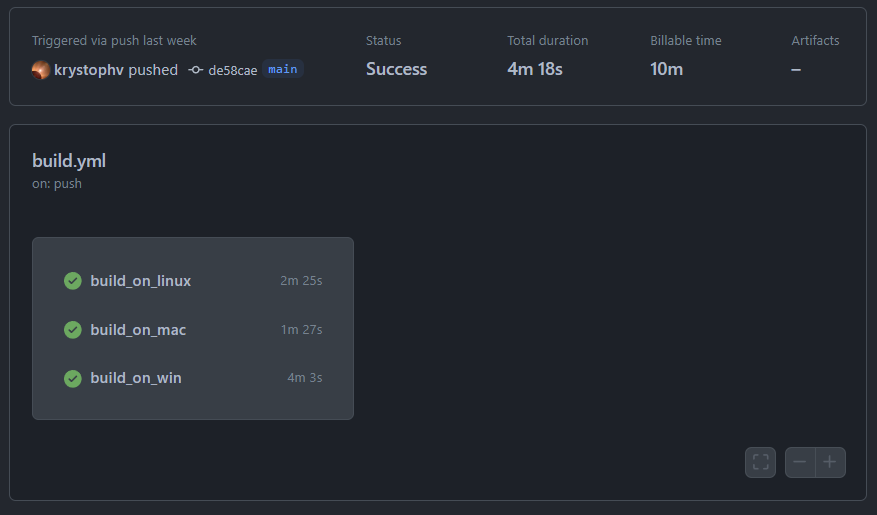 Triggered via push last week
krystophv pushed de58cae main
Status
Success
Total duration
4m 18s
Billable time
10m
Artifacts
–
build.yml
on: push
build_on_linux 2m 25s
build_on_mac 1m 27s
build_on_win 4m 3s